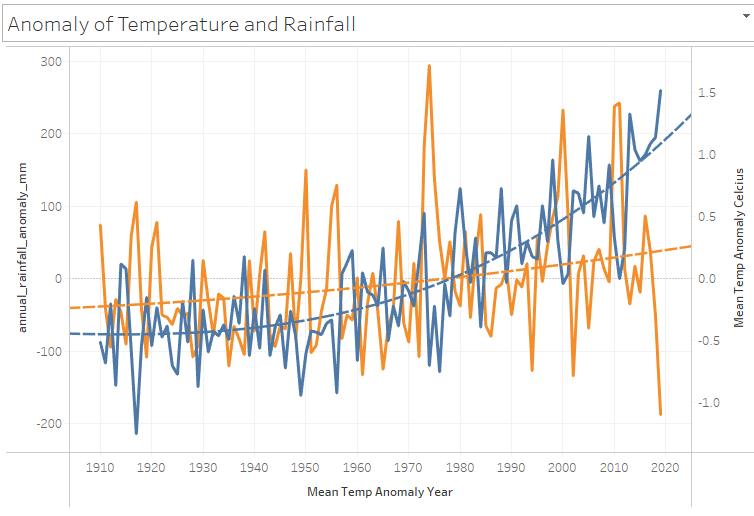 Anomaly of Temperature and Rainfall
300
200
100
0
-100
-200
annual_rainfall_anomaly_mm
1.5
1.0
0.5
0.0
-0.5
-1.0
Mean Temp Anomaly Celcius
1910 1920 1930 1940 1950 1960 1970 1980 1990 2000 2010 2020
Mean Temp Anomaly Year